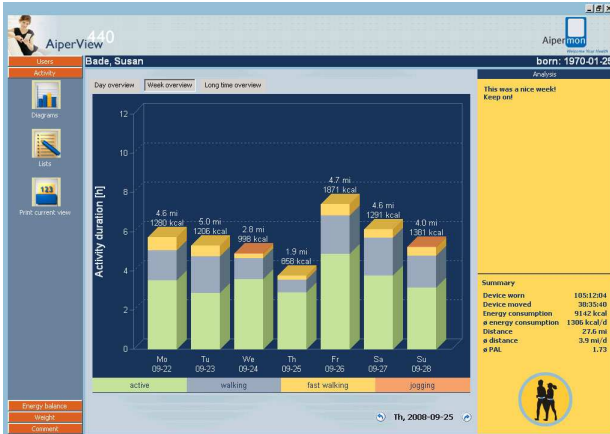 AiperView 440
Aipermon
Users
Bade, Susan
born: 1970-01-25
Activity
Analysis
Day overview
Week overview
Long time overview
This was a nice week!
Keep on!
Diagrams
Lists
123
Print current view
Activity duration [h]
12
10
8
6
4
2
0
4.6 mi
1280 kcal
5.0 mi
1206 kcal
2.8 mi
998 kcal
1.9 mi
858 kcal
4.7 mi
1871 kcal
4.6 mi
1291 kcal
4.0 mi
1381 kcal
Mo
09-22
Tu
09-23
We
09-24
Th
09-25
Fr
09-26
Sa
09-27
Su
09-28
active
walking
fast walking
jogging
Summary
Device worn 105:12:04
Device moved 38:35:40
Energy consumption 9142 kcal
ø energy consumption 1306 kcal/d
Distance 27.6 mi
ø distance 3.9 mi/d
ø PAL 1.73
Energy balance
Weight
Comment
Th, 2008-09-25